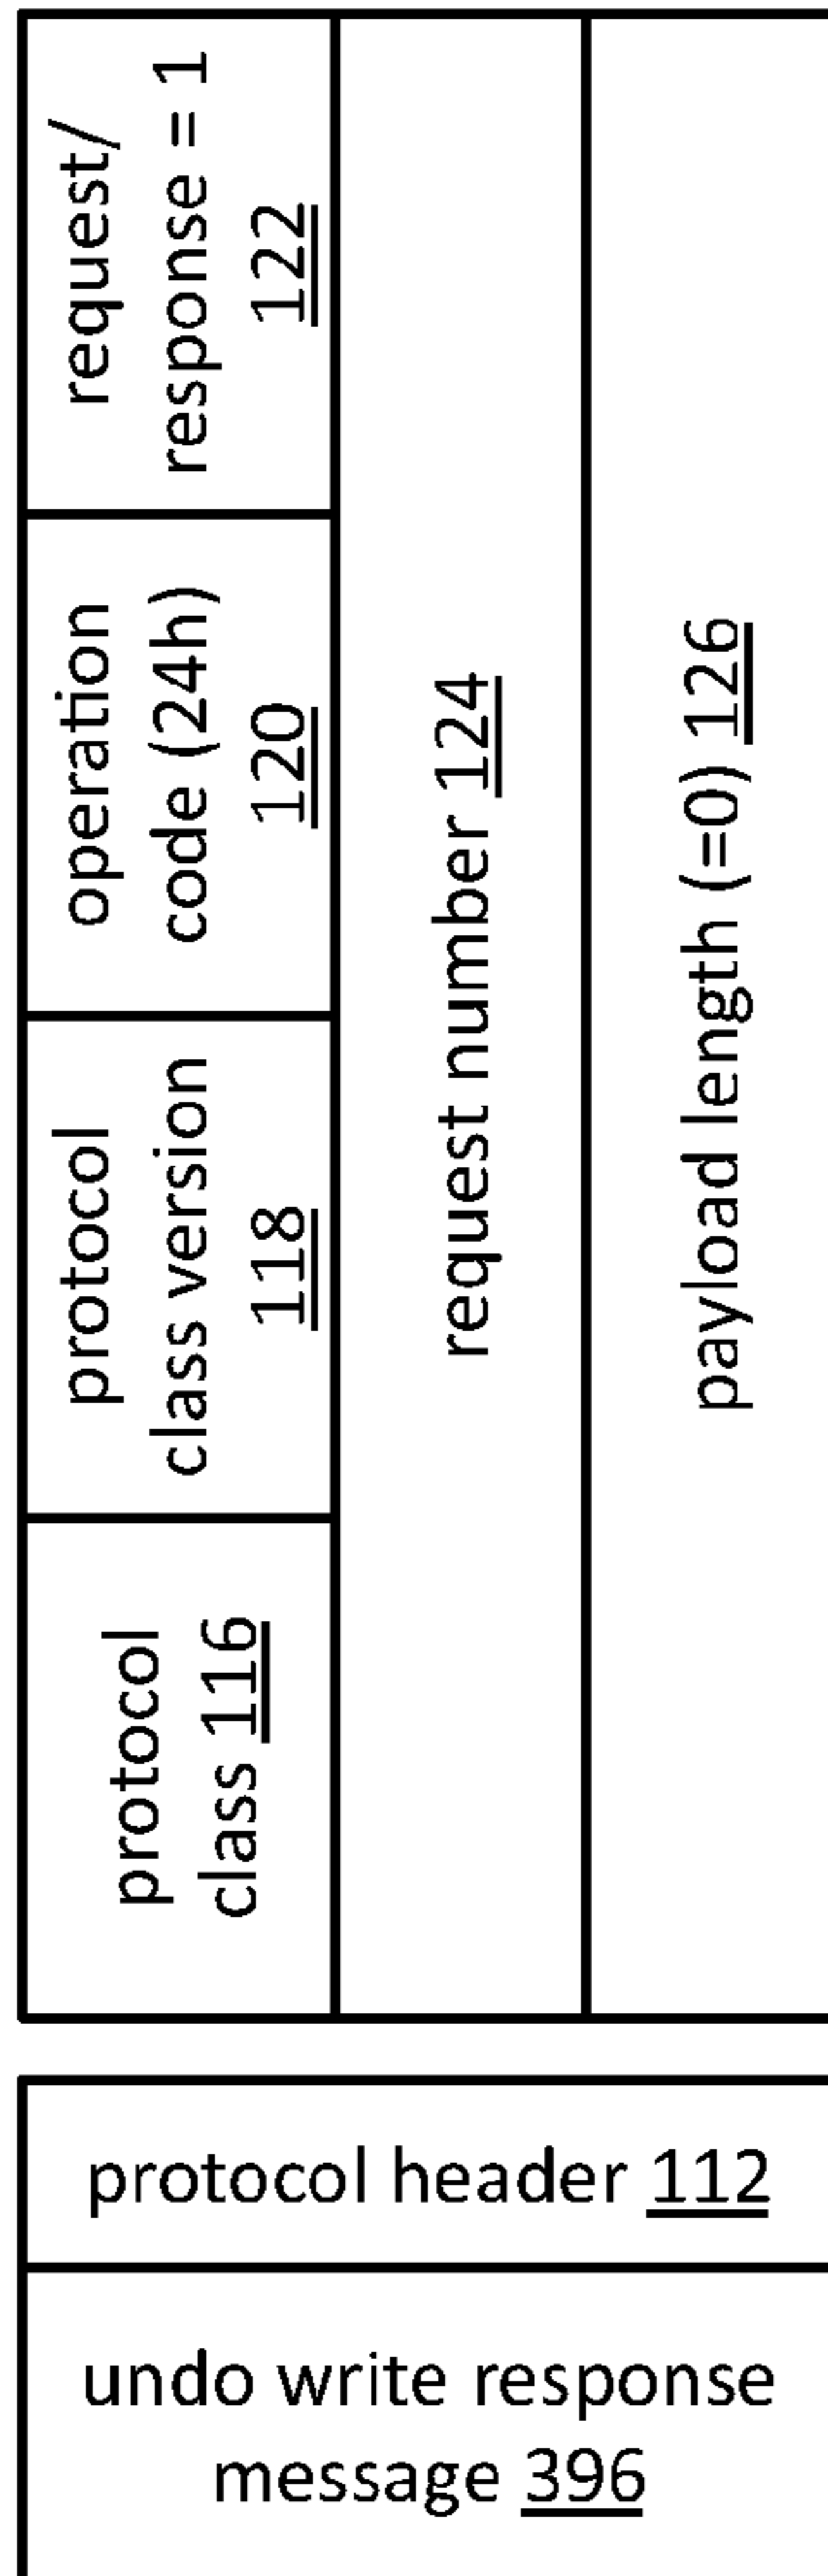 protocol
class 116
protocol
class version
118
operation
code (24h)
120
request/
response = 1
122
request number 124
payload length (=0) 126
protocol header 112
undo write response
message 396